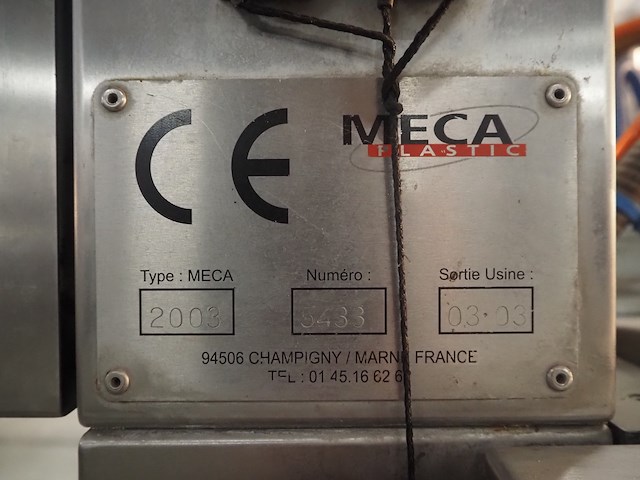 CE
MECA
PLASTIC
Type : MECA Numéro : Sortie Usine :
2003 03.03
94506 CHAMPIGNY / MARNE FRANCE
TEL : 01 45.16 62 6